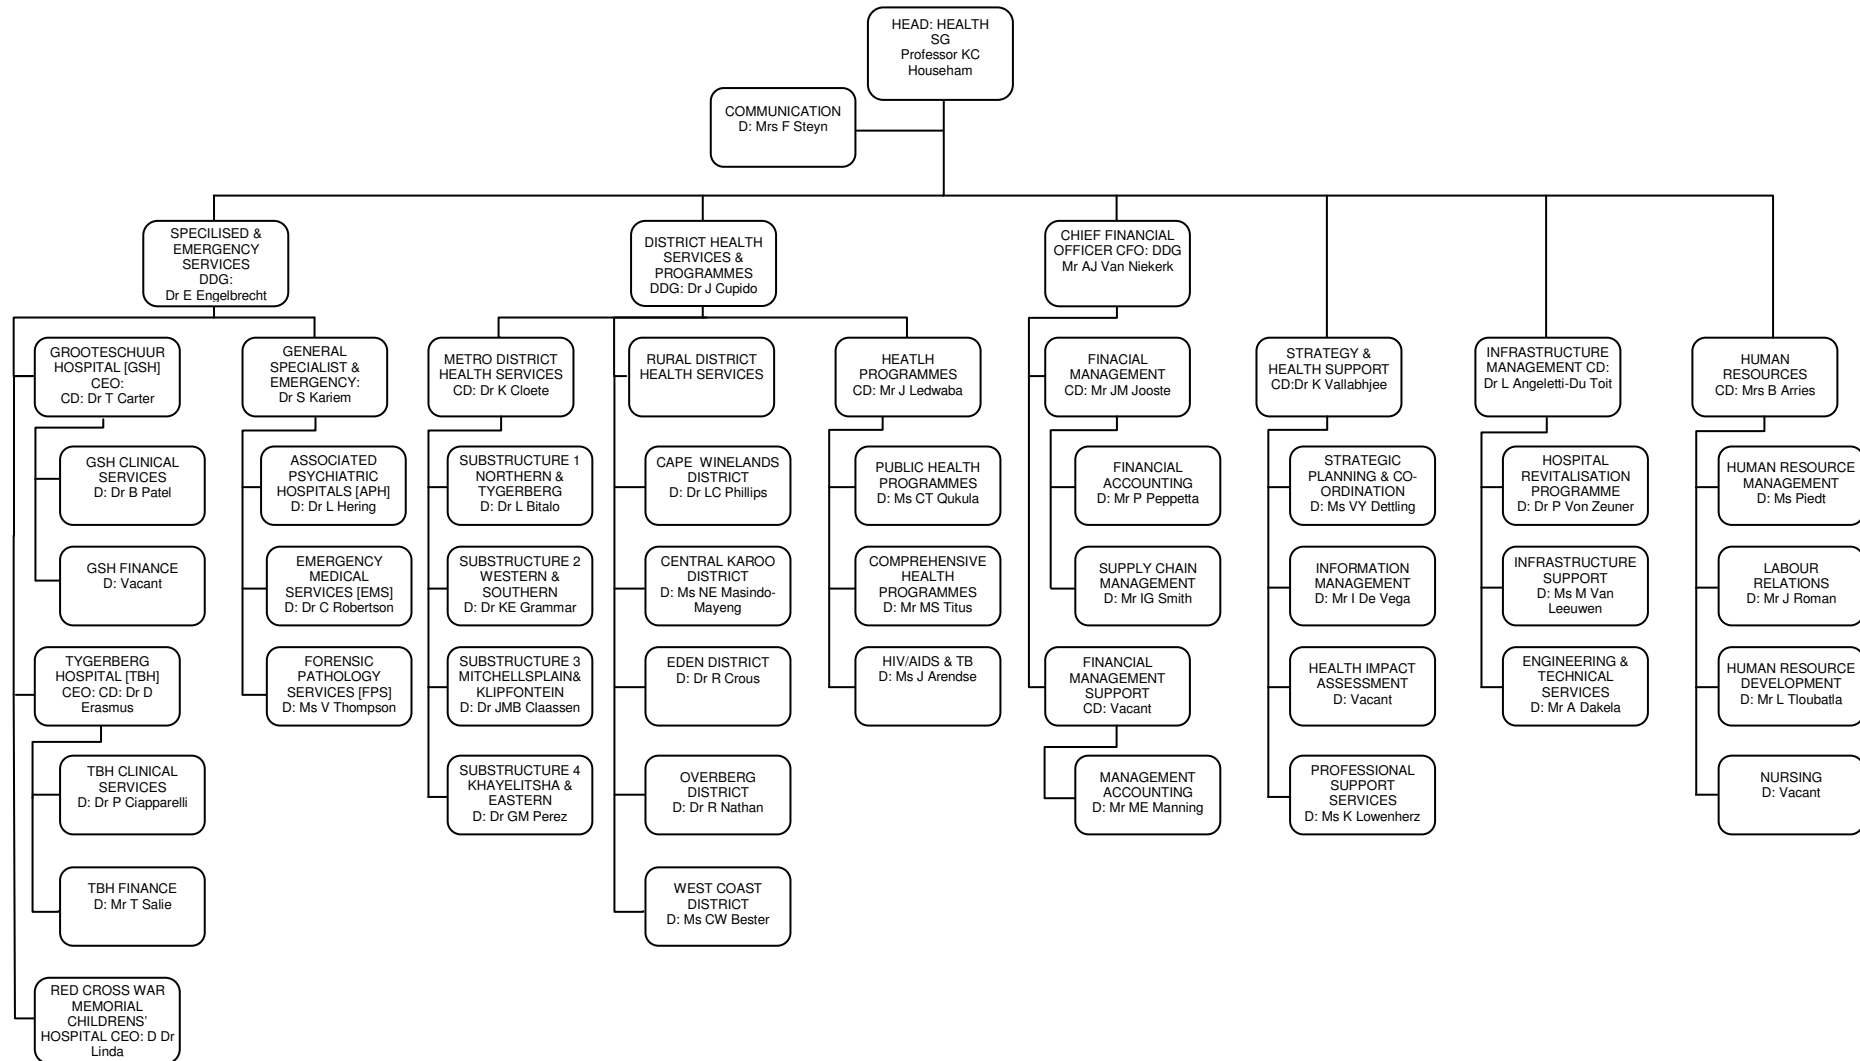 HEAD: HEALTH
SG
Professor KC
Househam
COMMUNICATION
D: Mrs F Steyn
SPECILISED &
EMERGENCY
SERVICES
DDG:
Dr E Engelbrecht
DISTRICT HEALTH
SERVICES &
PROGRAMMES
DDG: Dr J Cupido
CHIEF FINANCIAL
OFFICER CFO: DDG
Mr AJ Van Niekerk
GROOTESCHUUR
HOSPITAL [GSH]
CEO:
CD: Dr T Carter
GENERAL
SPECIALIST &
EMERGENCY:
Dr S Kariem
METRO DISTRICT
HEALTH SERVICES
CD: Dr K Cloete
RURAL DISTRICT
HEALTH SERVICES
HEATLH
PROGRAMMES
CD: Mr J Ledwaba
FINACIAL
MANAGEMENT
CD: Mr JM Jooste
STRATEGY &
HEALTH SUPPORT
CD:Dr K Vallabhjee
INFRASTRUCTURE
MANAGEMENT CD:
Dr L Angeletti-Du Toit
HUMAN
RESOURCES
CD: Mrs B Arries
GSH CLINICAL
SERVICES
D: Dr B Patel
ASSOCIATED
PSYCHIATRIC
HOSPITALS [APH]
D: Dr L Hering
SUBSTRUCTURE 1
NORTHERN &
TYGERBERG
D: Dr L Bitalo
CAPE WINELANDS
DISTRICT
D: Dr LC Phillips
PUBLIC HEALTH
PROGRAMMES
D: Ms CT Qukula
FINANCIAL
ACCOUNTING
D: Mr P Peppetta
STRATEGIC
PLANNING & CO-
ORDINATION
D: Ms VY Dettling
HOSPITAL
REVITALISATION
PROGRAMME
D: Dr P Von Zeuner
HUMAN RESOURCE
MANAGEMENT
D: Ms Piedt
GSH FINANCE
D: Vacant
EMERGENCY
MEDICAL
SERVICES [EMS]
D: Dr C Robertson
SUBSTRUCTURE 2
WESTERN &
SOUTHERN
D: Dr KE Grammar
CENTRAL KAROO
DISTRICT
D: Ms NE Masindo-
Mayeng
COMPREHENSIVE
HEALTH
PROGRAMMES
D: Mr MS Titus
SUPPLY CHAIN
MANAGEMENT
D: Mr IG Smith
INFORMATION
MANAGEMENT
D: Mr I De Vega
INFRASTRUCTURE
SUPPORT
D: Ms M Van
Leeuwen
LABOUR
RELATIONS
D: Mr J Roman
TYGERBERG
HOSPITAL [TBH]
CEO: CD: Dr D
Erasmus
FORENSIC
PATHOLOGY
SERVICES [FPS]
D: Ms V Thompson
SUBSTRUCTURE 3
MITCHELLSPLAIN&
KLIPFONTEIN
D: Dr JMB Claassen
EDEN DISTRICT
D: Dr R Crous
HIV/AIDS & TB
D: Ms J Arendse
FINANCIAL
MANAGEMENT
SUPPORT
CD: Vacant
HEALTH IMPACT
ASSESSMENT
D: Vacant
ENGINEERING &
TECHNICAL
SERVICES
D: Mr A Dakela
HUMAN RESOURCE
DEVELOPMENT
D: Mr L Tloubatla
TBH CLINICAL
SERVICES
D: Dr P Ciapparelli
SUBSTRUCTURE 4
KHAYELITSHA &
EASTERN
D: Dr GM Perez
OVERBERG
DISTRICT
D: Dr R Nathan
MANAGEMENT
ACCOUNTING
D: Mr ME Manning
PROFESSIONAL
SUPPORT
SERVICES
D: Ms K Lowenherz
NURSING
D: Vacant
TBH FINANCE
D: Mr T Salie
WEST COAST
DISTRICT
D: Ms CW Bester
RED CROSS WAR
MEMORIAL
CHILDRENS'
HOSPITAL CEO: D Dr
Linda